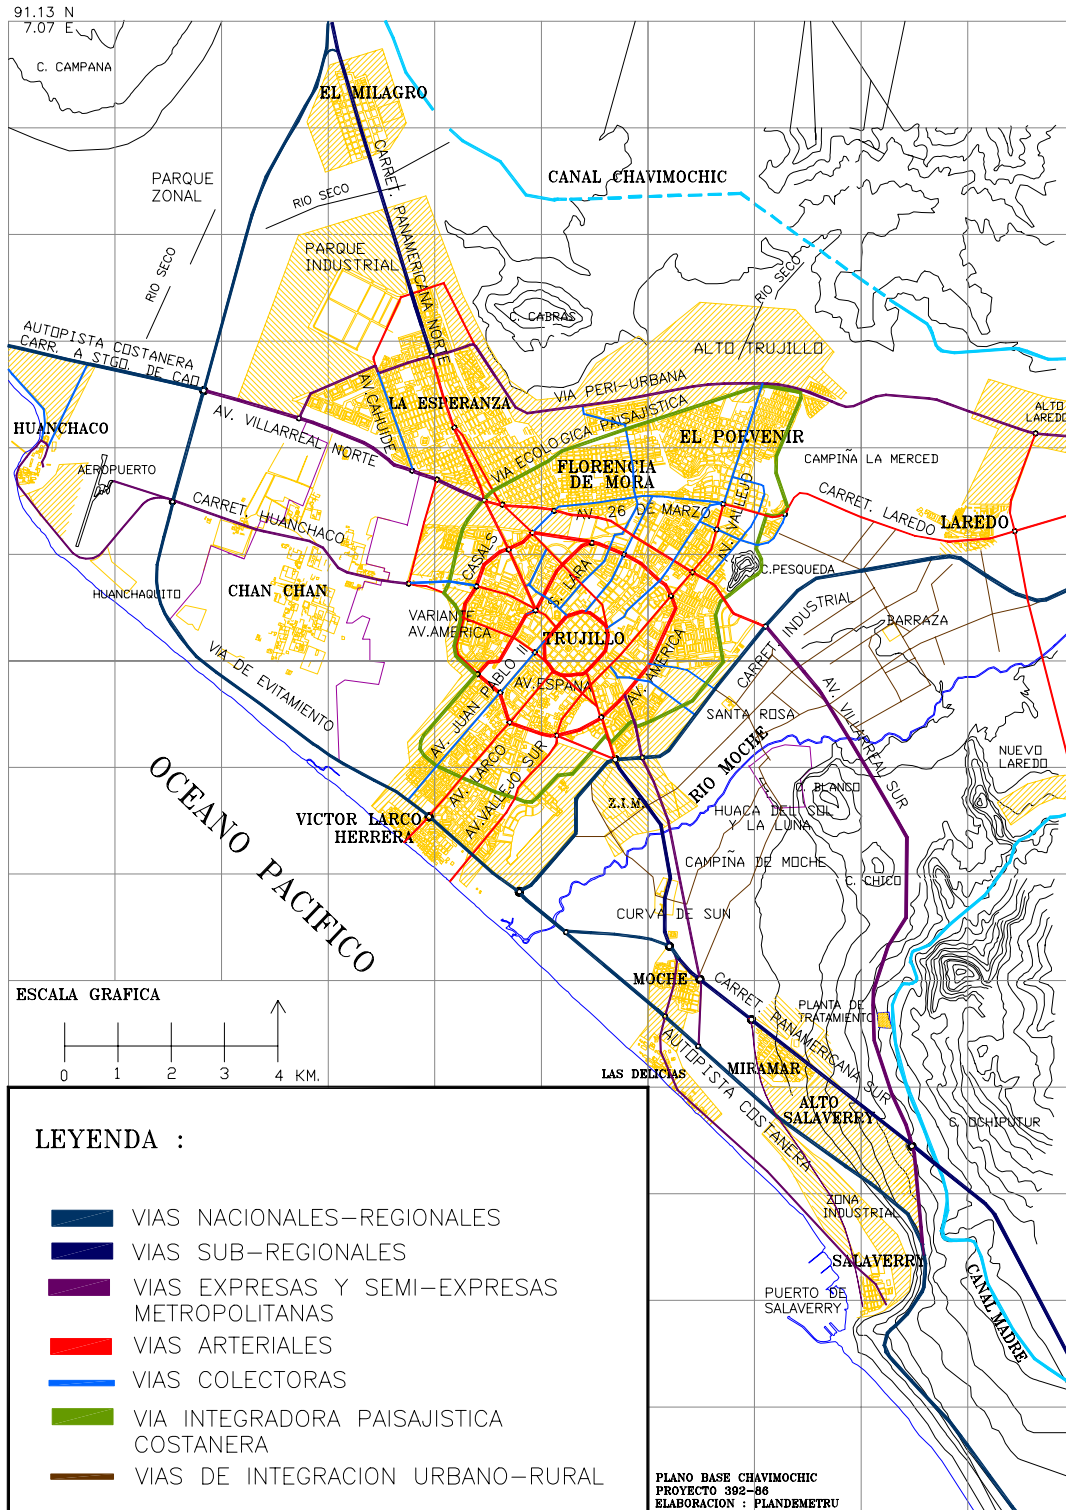 91.13 N
7.07 E
C. CAMPANA
EL MILAGRO
CARRET. PANAMERICANA NORTE
PARQUE
ZONAL
RIO SECO
RIO SECO
CANAL CHAVIMOCHIC
PARQUE
INDUSTRIAL
RIO SECO
C. CABRAS
AUTOPISTA COSTANERA
CARR. A STGO. DE CAO
ALTO TRUJILLO
VIA PERI-URBANA
AV.CAHUIDE
LA ESPERANZA
VIA ECOLOGICA PAISAJISTICA
ALTO
LAREDO
HUANCHACO
AV. VILLARREAL NORTE
EL PORVENIR
AEROPUERTO
FLORENCIA
DE MORA
CAMPIÑA LA MERCED
CARRET. HUANCHACO
AV. 26 DE MARZO
AV. VALLEJO
CARRET. LAREDO
LAREDO
CASALS
S. LARA
C.PESQUEDA
HUANCHAQUITO
CHAN CHAN
VARIANTE
AV.AMERICA
TRUJILLO
CARRET. INDUSTRIAL
BARRAZA
VIA DE EVITAMIENTO
AV. JUAN PABLO II
AV.ESPAÑA
AV. AMERICA
SANTA ROSA
AV. VILLARREAL SUR
RIO MOCHE
NUEVO
LAREDO
AV. LARCO
AV.VALLEJO SUR
OCEANO PACIFICO
VICTOR LARCO
HERRERA
Z.I.M.
C. BLANCO
HUACA DEL SOL
Y LA LUNA
CAMPIÑA DE MOCHE
C. CHICO
CURVA DE SUN
MOCHE
ESCALA GRAFICA
0 1 2 3 4 KM.
CARRET. PANAMERICANA SUR
PLANTA DE
TRATAMIENTO
LAS DELICIAS
AUTOPISTA COSTANERA
MIRAMAR
ALTO
SALAVERRY
C. OCHIPUTUR
ZONA
INDUSTRIAL
SALAVERRY
PUERTO DE
SALAVERRY
CANAL MADRE
LEYENDA :
VIAS NACIONALES-REGIONALES
VIAS SUB-REGIONALES
VIAS EXPRESAS Y SEMI-EXPRESAS
METROPOLITANAS
VIAS ARTERIALES
VIAS COLECTORAS
VIA INTEGRADORA PAISAJISTICA
COSTANERA
VIAS DE INTEGRACION URBANO-RURAL
PLANO BASE CHAVIMOCHIC
PROYECTO 392-86
ELABORACION : PLANDEMETRU